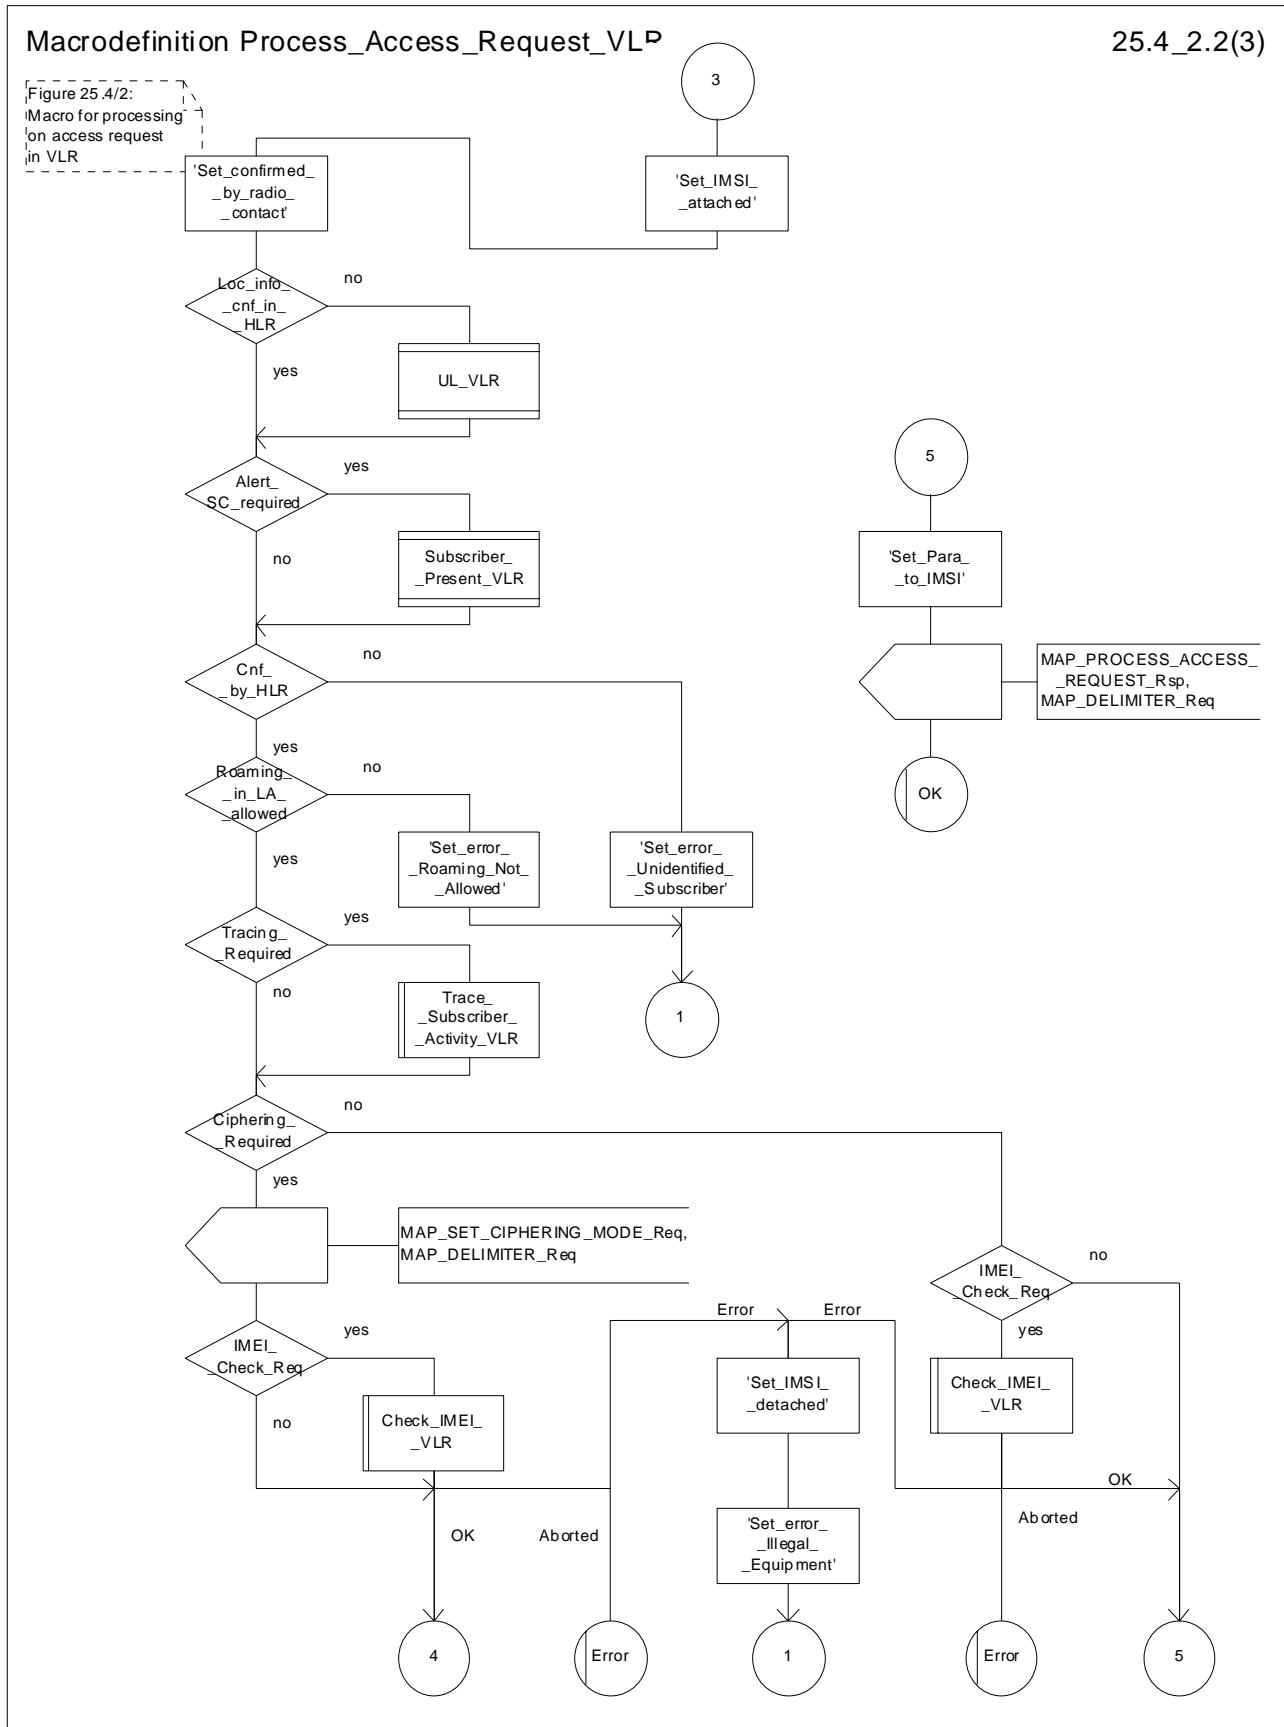 Macrodefinition Process_Access_Request_VLR
25.4_2.2(3)
Figure 25.4/2:
Macro for processing
on access request
in VLR
3
'Set_confirmed_
_by_radio_
_contact'
'Set_IMSI_
_attached'
Loc_info_
_cnf_in_
_HLR
no
yes
UL_VLR
5
Alert_
SC_required
yes
no
Subscriber_
_Present_VLR
'Set_Para_
_to_IMSI'
Cnf_
_by_HLR
no
yes
MAP_PROCESS_ACCESS_
_REQUEST_Rsp,
MAP_DELIMITER_Req
Roaming_
_in_LA_
_allowed
no
yes
OK
'Set_error_
_Roaming_Not_
_Allowed'
'Set_error_
_Unidentified_
_Subscriber'
Tracing_
_Required
yes
no
Trace_
_Subscriber_
_Activity_VLR
1
Ciphering_
_Required
no
yes
MAP_SET_CIPHERING_MODE_Req,
MAP_DELIMITER_Req
IMEI_
_Check_Req
no
yes
Error
Error
IMEI_
_Check_Req
yes
no
Check_IMEI_
_VLR
'Set_IMSI_
_detached'
Check_IMEI_
_VLR
OK
OK
Aborted
'Set_error_
_Illegal_
_Equipment'
Aborted
4
Error
1
Error
5